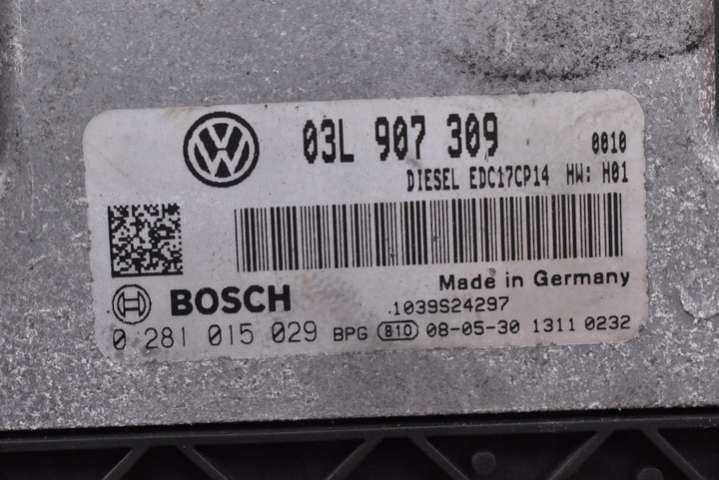 VW
03L 907 309
0010
DIESEL EDC17CP14 HW: H01
Made in Germany
BOSCH
1039S24297
0 281 015 029 BPG B10 08-05-30 1311 0232